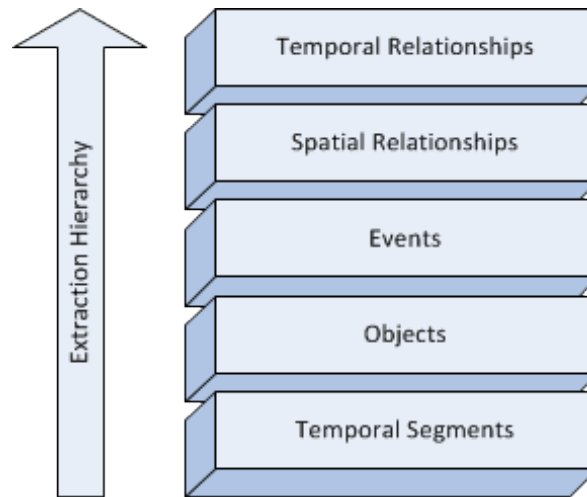 Extraction Hierarchy
Temporal Relationships
Spatial Relationships
Events
Objects
Temporal Segments